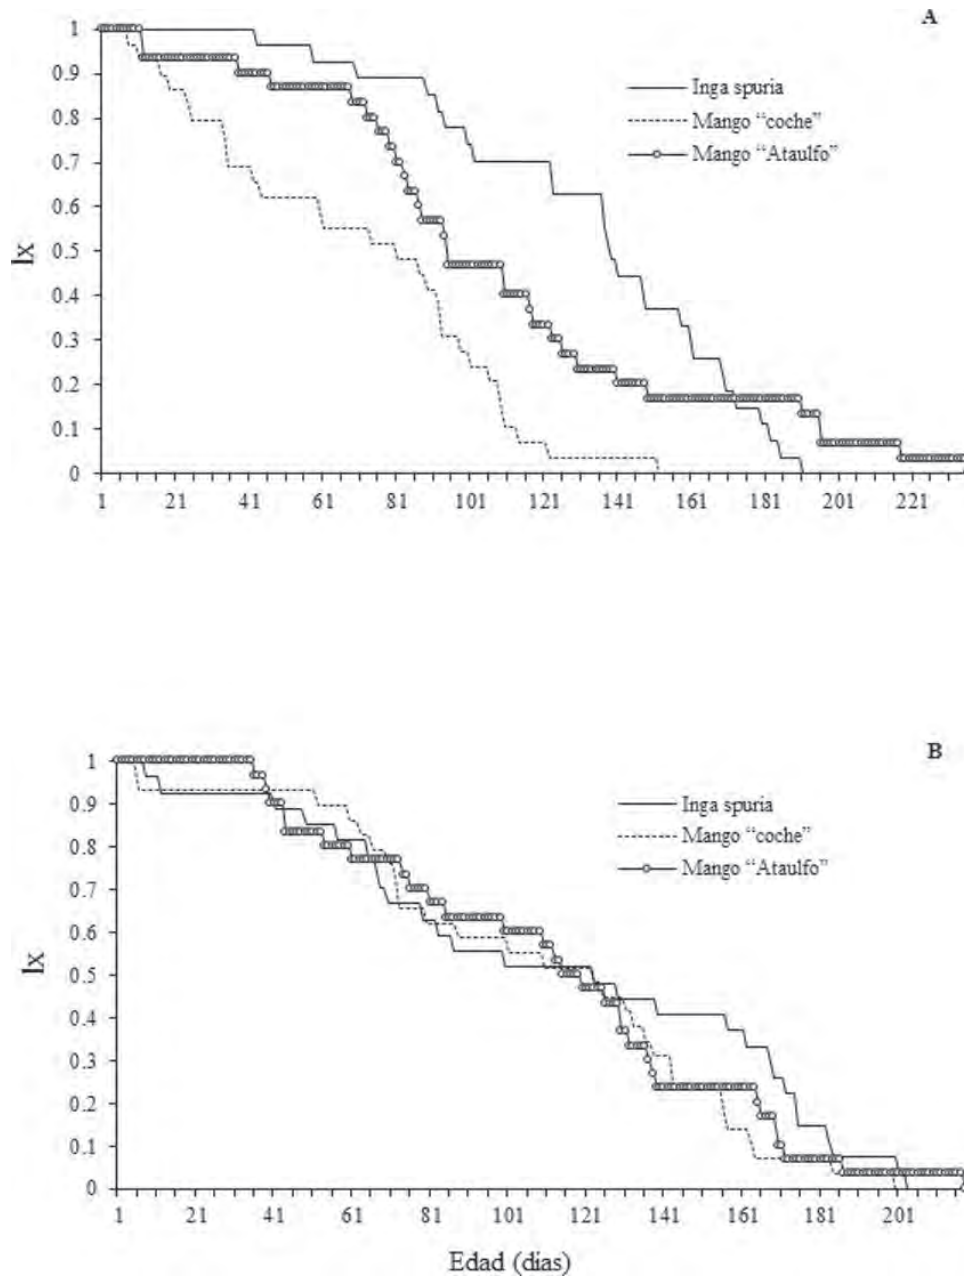 A
1
0.9
0.8
0.7
0.6
0.5
0.4
0.3
0.2
0.1
0
lx
Inga spuria
Mango “coche”
Mango “Ataulfo”
1 21 41 61 81 101 121 141 161 181 201 221
B
1
0.9
0.8
0.7
0.6
0.5
0.4
0.3
0.2
0.1
0
lx
Inga spuria
Mango “coche”
Mango “Ataulfo”
1 21 41 61 81 101 121 141 161 181 201
Edad (dias)